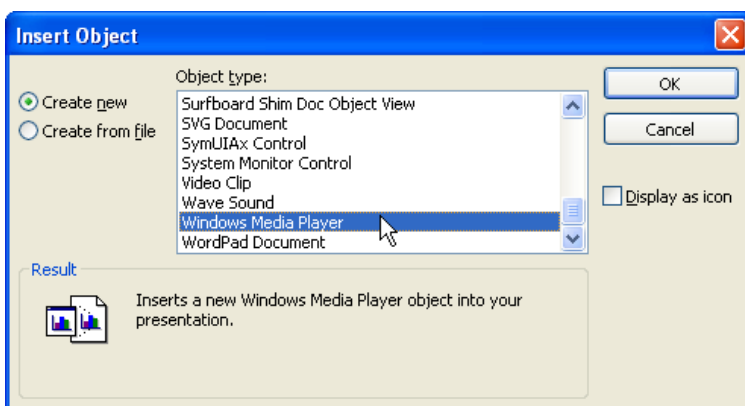 Insert Object
Object type:
Create new
Create from file
Surfboard Shim Doc Object View
SVG Document
SymUIAx Control
System Monitor Control
Video Clip
Wave Sound
Windows Media Player
WordPad Document
OK
Cancel
Display as icon
Result
Inserts a new Windows Media Player object into your
presentation.